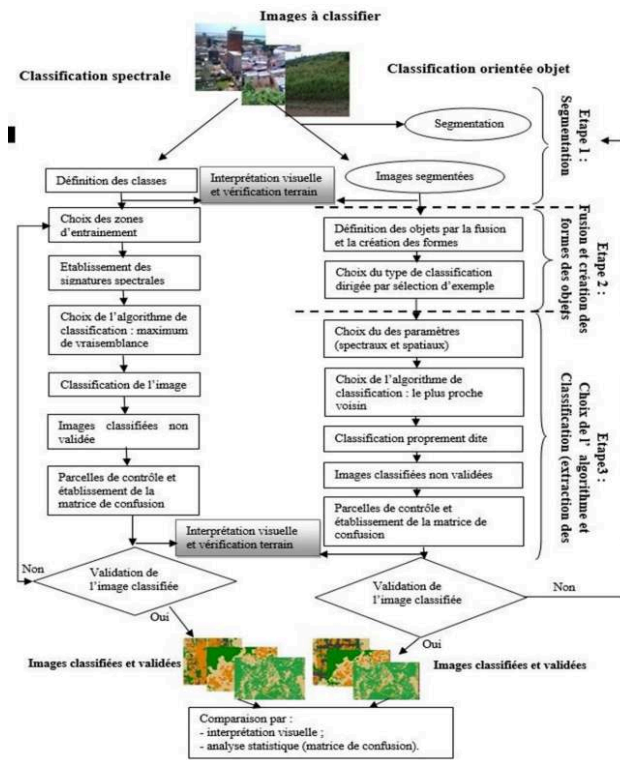 Images à classifier
Classification spectrale
Classification orientée objet
Segmentation
Etape 1 :
Segmentation
Définition des classes
Interprétation visuelle
et vérification terrain
Images segmentées
Choix des zones
d'entrainement
Etablissement des
signatures spectrales
Choix de l'algorithme de
classification : maximum
de vraisemblance
Classification de l'image
Images classifiées non
validée
Parcelles de contrôle et
établissement de la
matrice de confusion
Définition des objets par la fusion
et la création des formes
Choix du type de classification
dirigée par sélection d'exemple
Etape 2 :
Fusion et création des
formes des objets
Choix du des paramètres
(spectraux et spatiaux)
Choix de l'algorithme de
classification : le plus proche
voisin
Classification proprement dite
Images classifiées non validées
Parcelles de contrôle et
établissement de la matrice de
confusion
Etape3 :
Choix de l' algorithme et
Classification (extraction des
Interprétation visuelle
et vérification terrain
Non
Validation de
l'image classifiée
Oui
Validation de
l'image classifiée
Non
Oui
Images classifiées et validées
Images classifiées et validées
Comparaison par :
- interprétation visuelle ;
- analyse statistique (matrice de confusion).